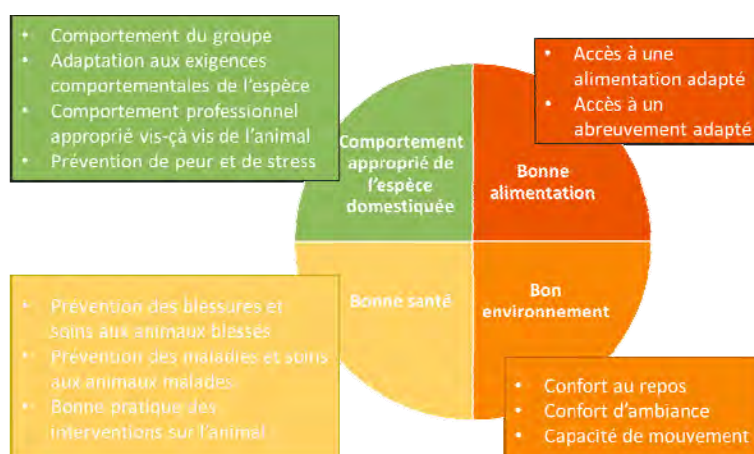 • Comportement du groupe
• Adaptation aux exigences
comportementales de l'espèce
• Comportement professionnel
approprié vis-çà vis de l'animal
• Prévention de peur et de stress
• Accès à une
alimentation adapté
• Accès à un
abreuvement adapté
Comportement
approprié de
l'espèce
domestiquée
Bonne
alimentation
• Prévention des blessures et
soins aux animaux blessés
• Prévention des maladies et soins
aux animaux malades
• Bonne pratique des
interventions sur l'animal
Bonne santé
Bon
environnement
• Confort au repos
• Confort d'ambiance
• Capacité de mouvement